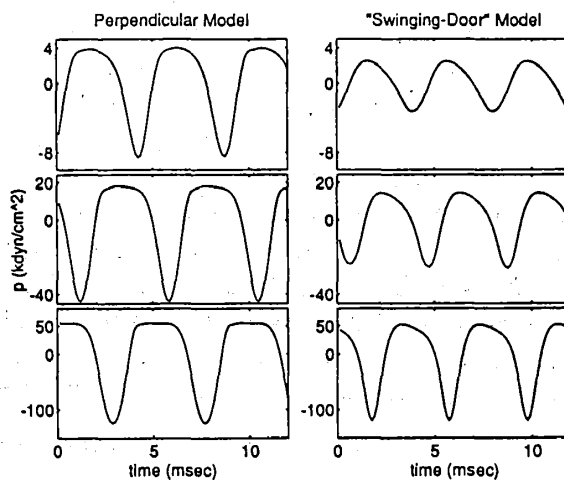 Perpendicular Model
"Swinging-Door" Model
4
0
-8
4
0
-8
20
0
-40
20
0
-40
50
0
-100
50
0
-100
p (kdyn/cm^2)
0 5 10
0 5 10
time (msec)
time (msec)